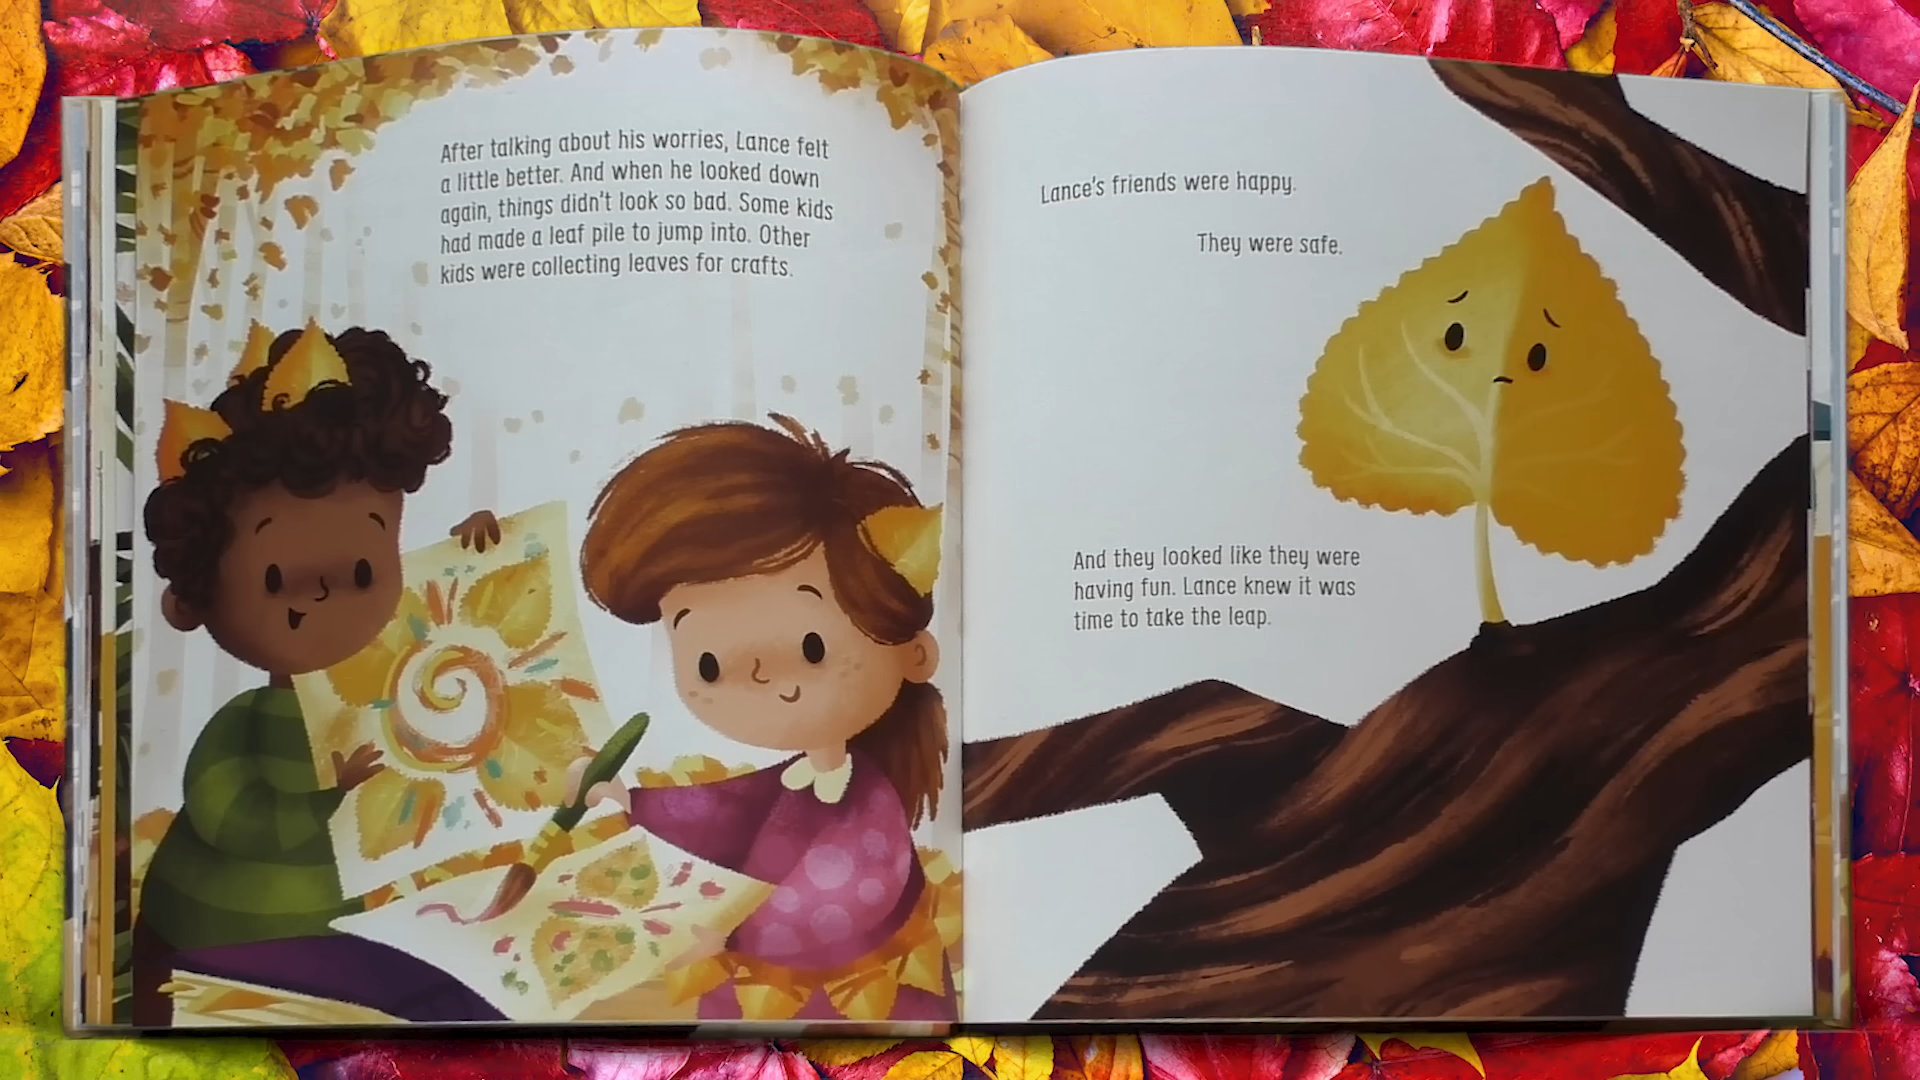 After talking about his worries, Lance felt
a little better. And when he looked down
again, things didn't look so bad. Some kids
had made a leaf pile to jump into. Other
kids were collecting leaves for crafts.
Lance's friends were happy.
They were safe.
And they looked like they were
having fun. Lance knew it was
time to take the leap.